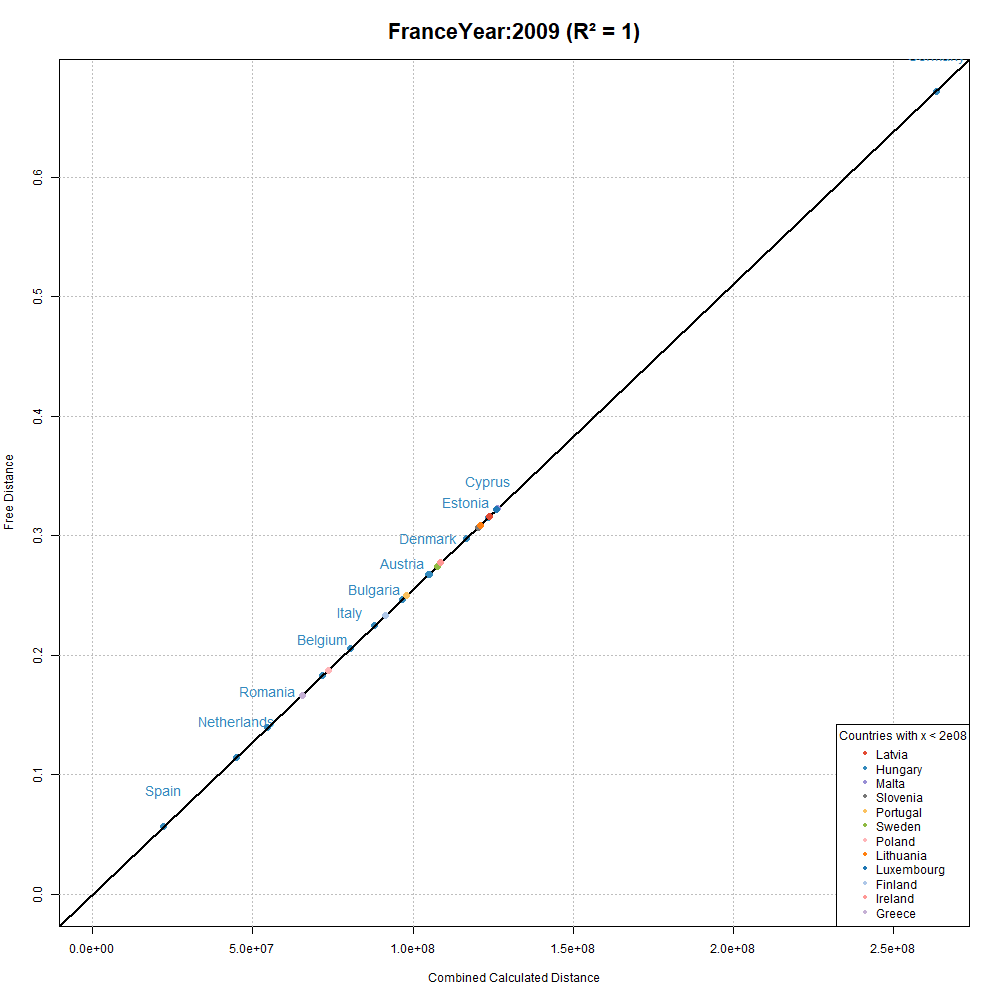 FranceYear:2009 (R² = 1)
Free Distance
0.6
0.5
0.4
0.3
0.2
0.1
0.0
Cyprus
Estonia
Denmark
Austria
Bulgaria
Italy
Belgium
Romania
Netherlands
Spain
Countries with x < 2e08
Latvia
Hungary
Malta
Slovenia
Portugal
Sweden
Poland
Lithuania
Luxembourg
Finland
Ireland
Greece
0.0e+00 5.0e+07 1.0e+08 1.5e+08 2.0e+08 2.5e+08
Combined Calculated Distance